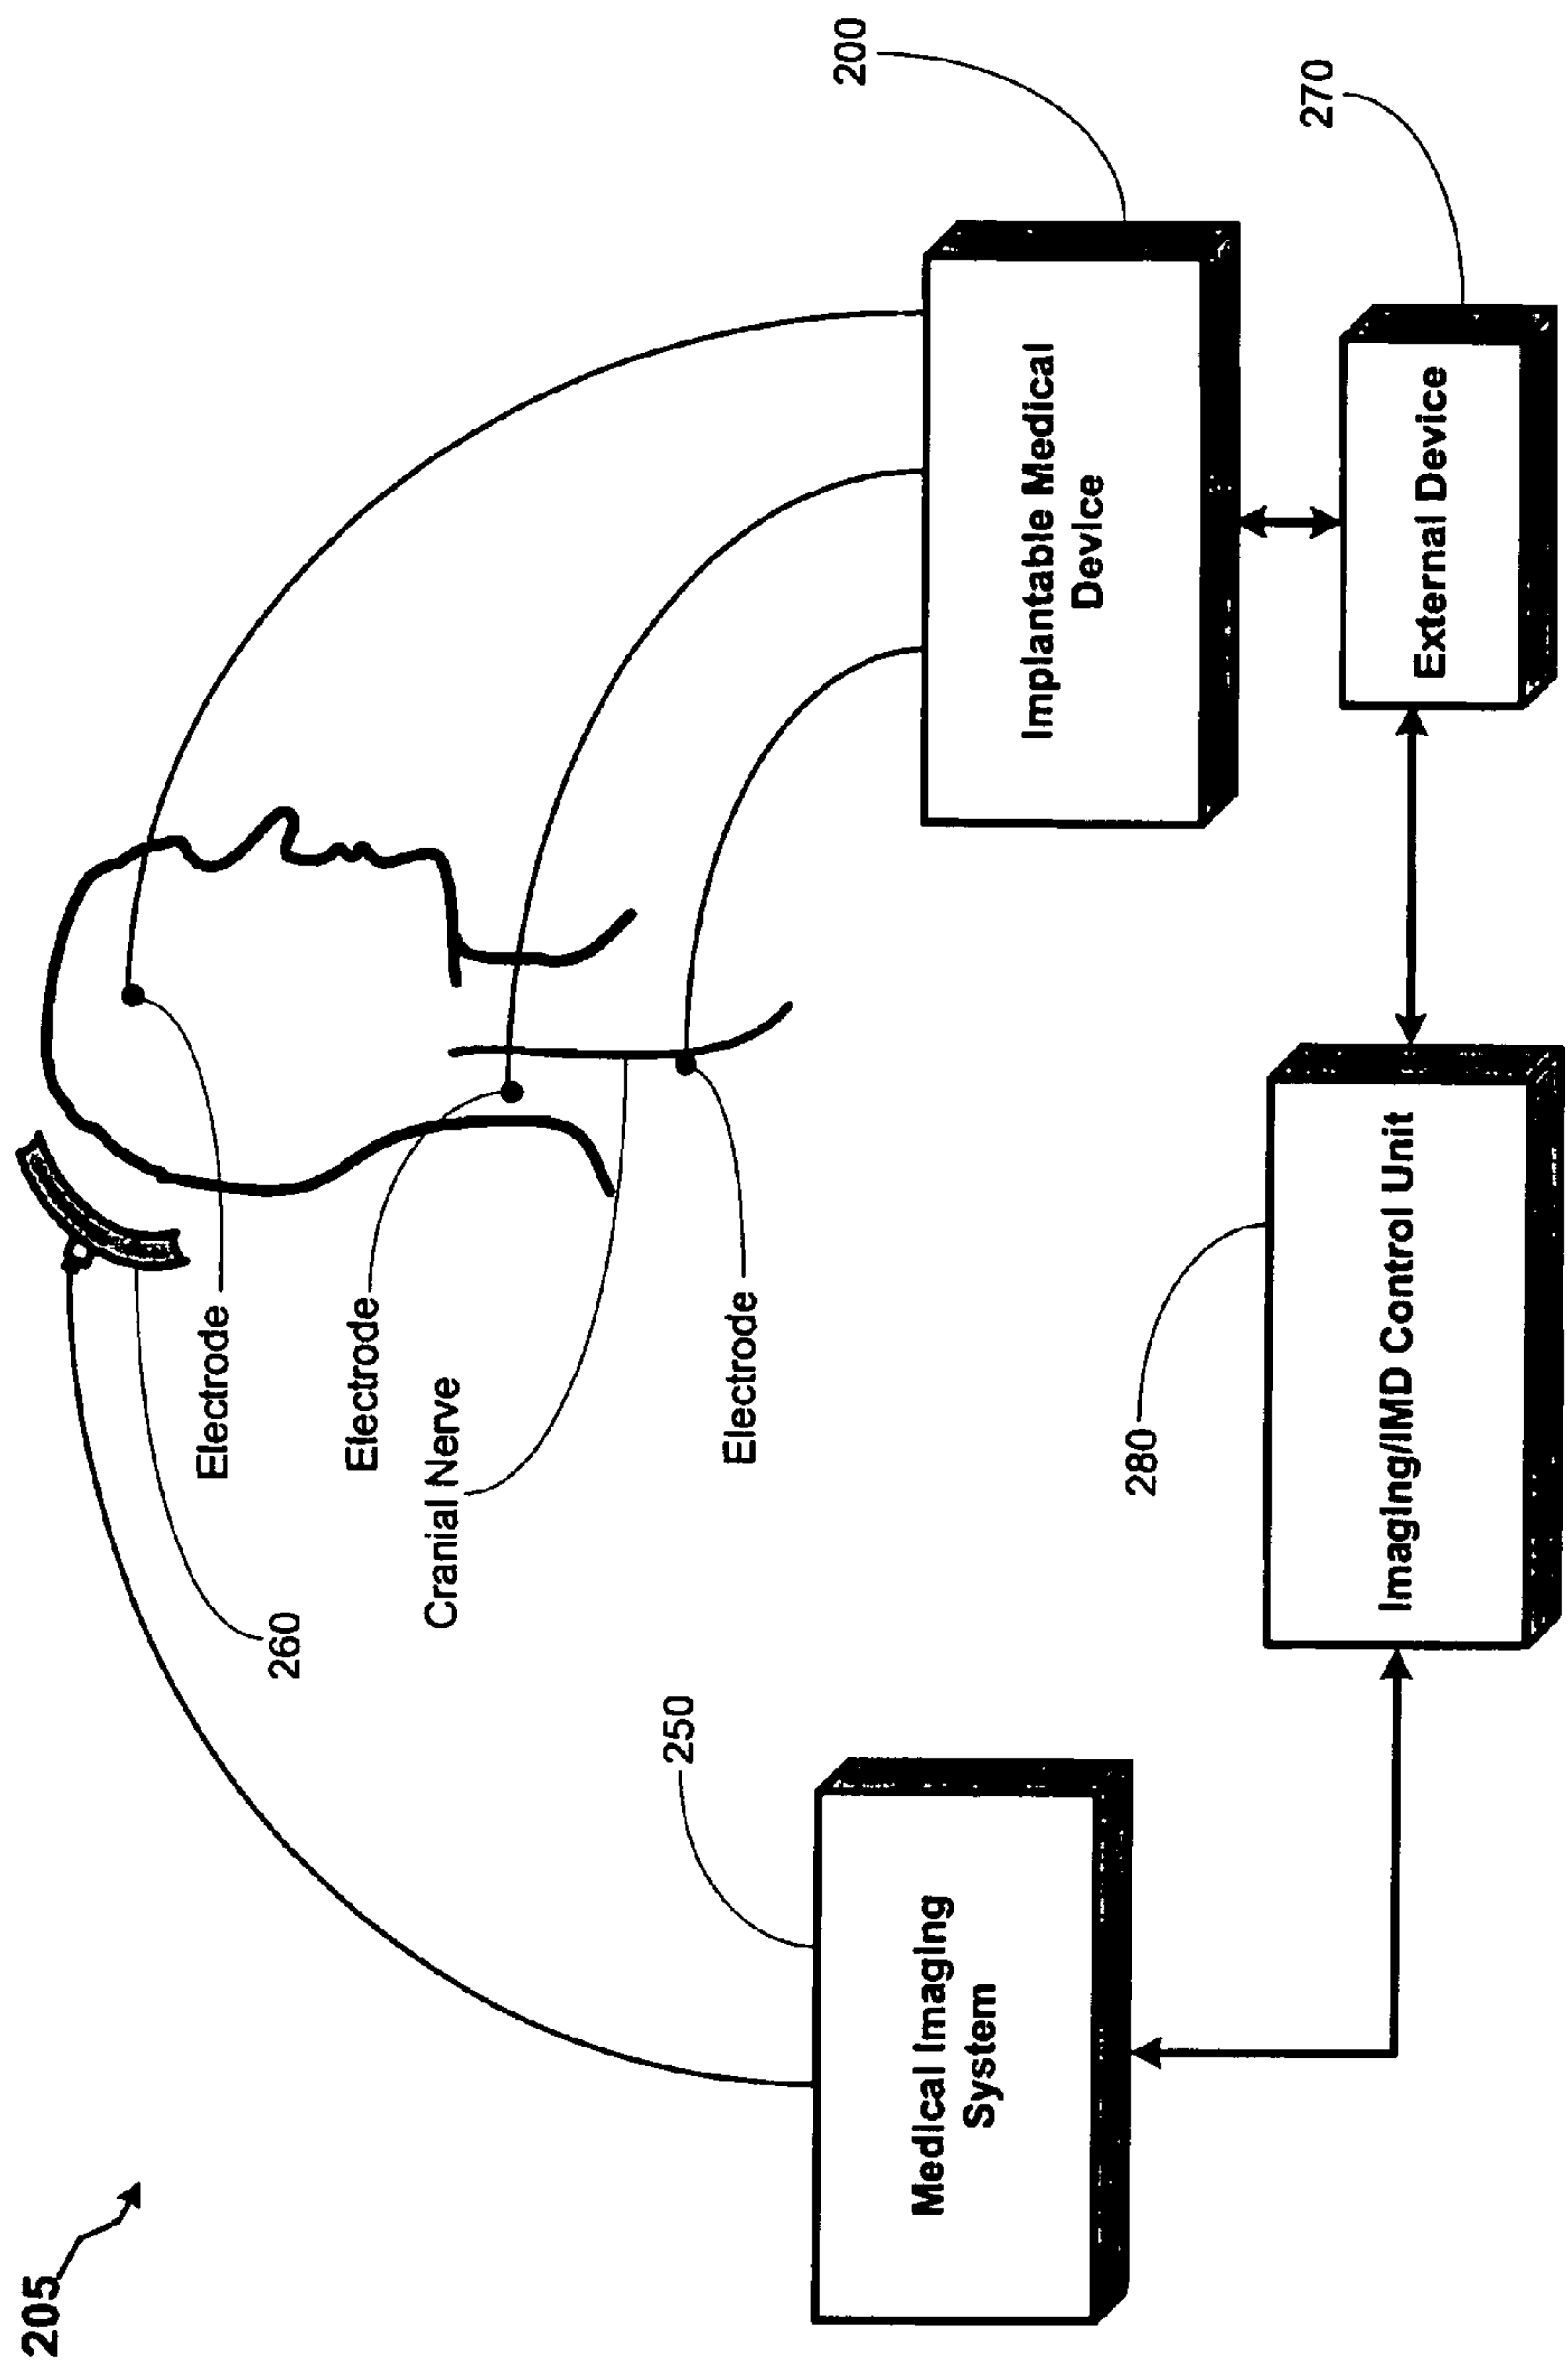 205
260
Electrode
Electrode
Cranial Nerve
Electrode
250
Medical Imaging
System
200
Implantable Medical
Device
280
Imaging/IMD Control Unit
270
External Device